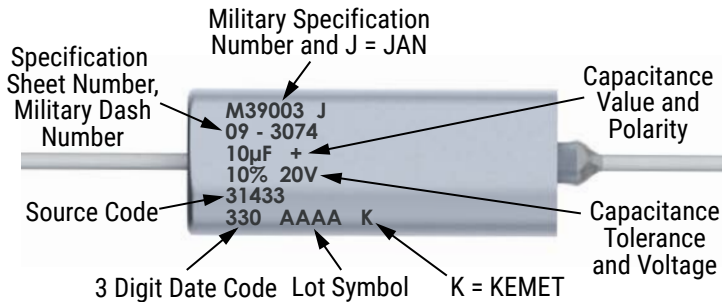 Military Specification
Number and J = JAN
Specification
Sheet Number,
Military Dash
Number
Capacitance
Value and
Polarity
M39003 J
09 - 3074
10µF +
10% 20V
31433
330 AAAA K
Source Code
Capacitance
Tolerance
and Voltage
3 Digit Date Code
Lot Symbol
K = KEMET